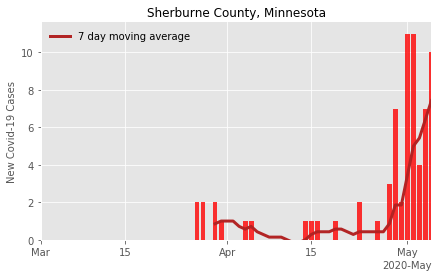 Sherburne County, Minnesota
7 day moving average
New Covid-19 Cases
10
8
6
4
2
0
Mar 15 Apr 15 May
2020-May